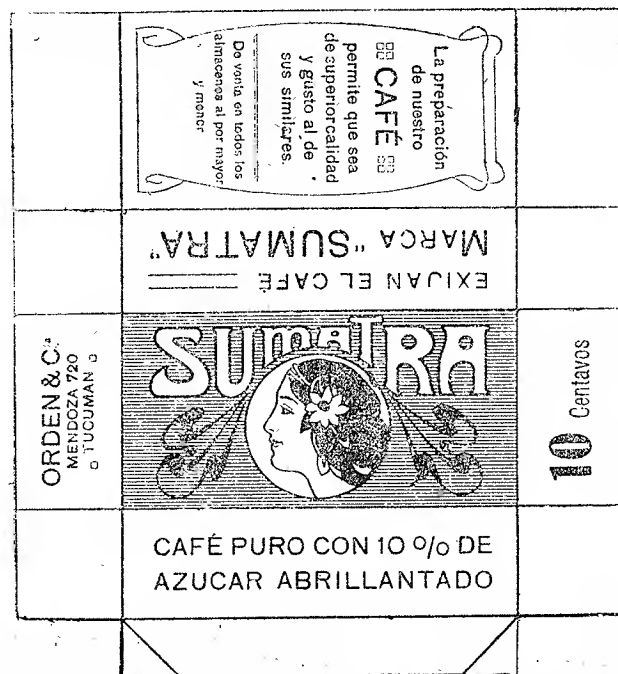 La preparación
de nuestro
CAFÉ
permite que sea
de superior calidad
y gusto al de
sus similares.
De venta en todos los
almacenes al por mayor
y menor
EXIJAN EL CAFÉ
MARCA "SUMATRA"
SUMATRA
ORDEN & C.ª
MENDOZA 720
TUCUMAN
10 Centavos
CAFÉ PURO CON 10 % DE
AZUCAR ABRILLANTADO